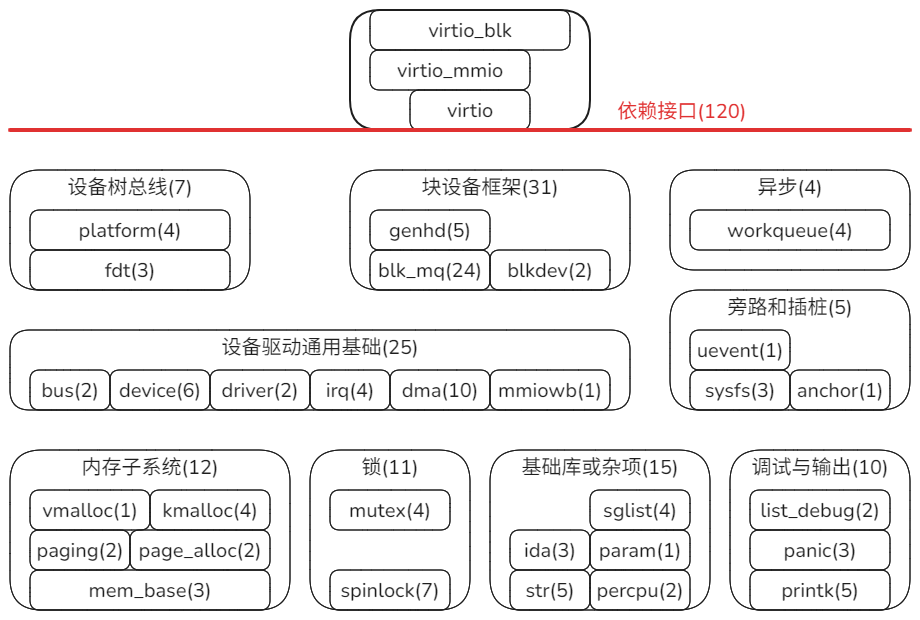 virtio_blk
virtio_mmio
virtio
依赖接口(120)
设备树总线(7)
platform(4)
fdt(3)
块设备框架(31)
genhd(5)
blk_mq(24)
blkdev(2)
异步(4)
workqueue(4)
旁路和插桩(5)
uevent(1)
sysfs(3)
anchor(1)
设备驱动通用基础(25)
bus(2)
device(6)
driver(2)
irq(4)
dma(10)
mmiowb(1)
内存子系统(12)
vmalloc(1)
kmalloc(4)
paging(2)
page_alloc(2)
mem_base(3)
锁(11)
mutex(4)
spinlock(7)
基础库或杂项(15)
sglist(4)
ida(3)
param(1)
str(5)
percpu(2)
调试与输出(10)
list_debug(2)
panic(3)
printk(5)